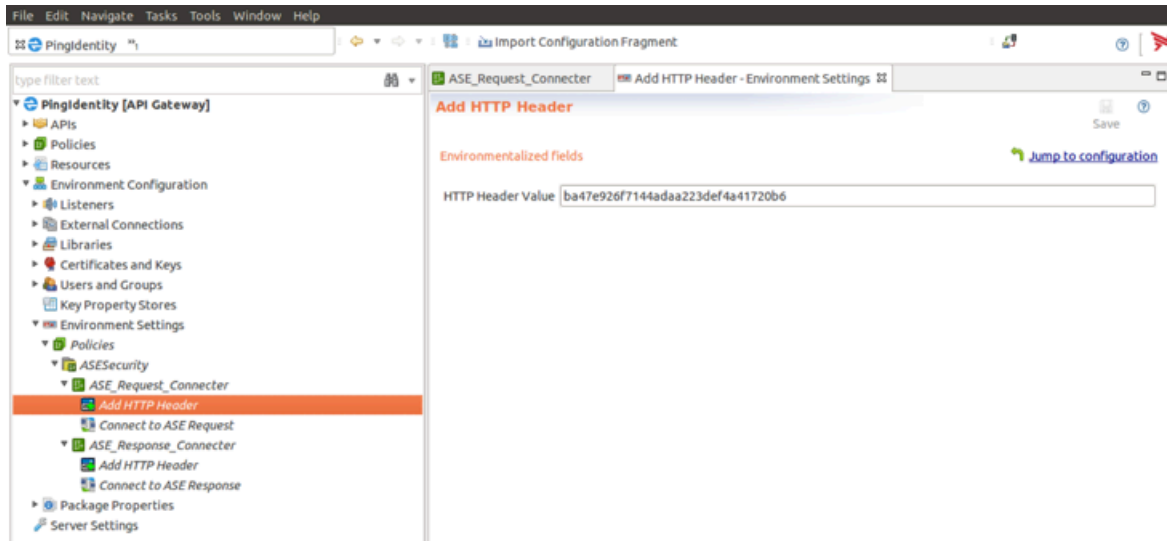 File Edit Navigate Tasks Tools Window Help
PingIdentity "1
Import Configuration Fragment
type filter text
PingIdentity [API Gateway]
APIs
Policies
Resources
Environment Configuration
Listeners
External Connections
Libraries
Certificates and Keys
Users and Groups
Key Property Stores
Environment Settings
Policies
ASESecurity
ASE_Request_Connecter
Add HTTP Header
Connect to ASE Request
ASE_Response_Connecter
Add HTTP Header
Connect to ASE Response
Package Properties
Server Settings
ASE_Request_Connecter
Add HTTP Header - Environment Settings
Add HTTP Header
Save
Environmentalized fields
Jump to configuration
HTTP Header Value ba47e926f7144adaa223def4a41720b6